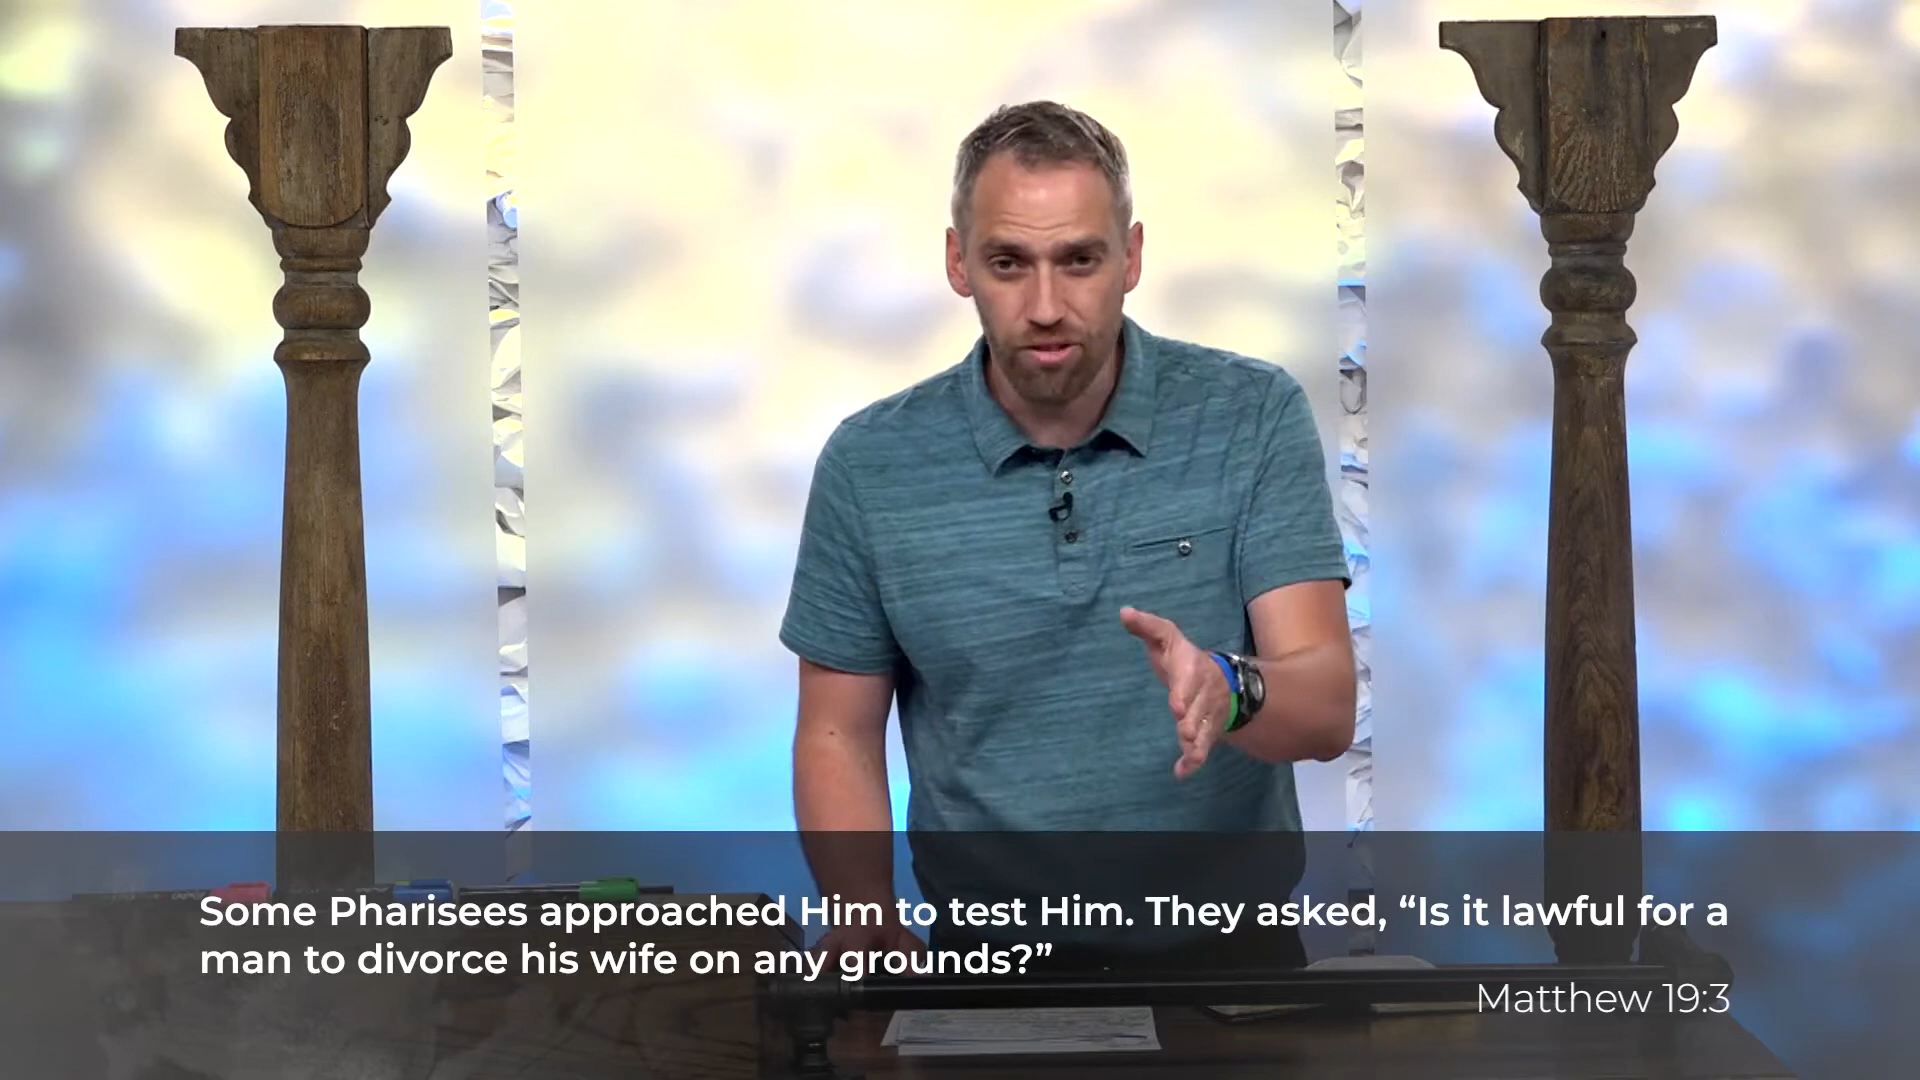 Some Pharisees approached Him to test Him. They asked, “Is it lawful for a
man to divorce his wife on any grounds?”
Matthew 19:3